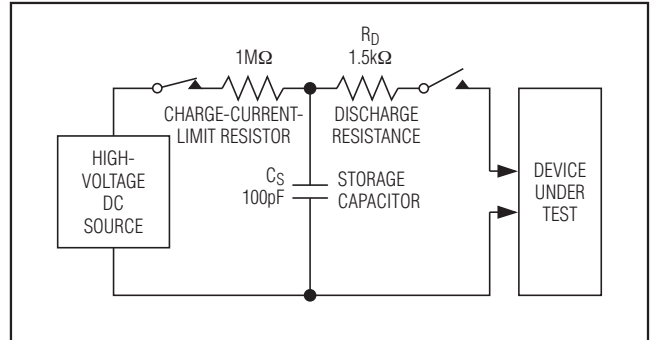 R_D
1MΩ
1.5kΩ
CHARGE-CURRENT-
LIMIT RESISTOR
DISCHARGE
RESISTANCE
HIGH-
VOLTAGE
DC
SOURCE
C_S
100pF
STORAGE
CAPACITOR
DEVICE
UNDER
TEST